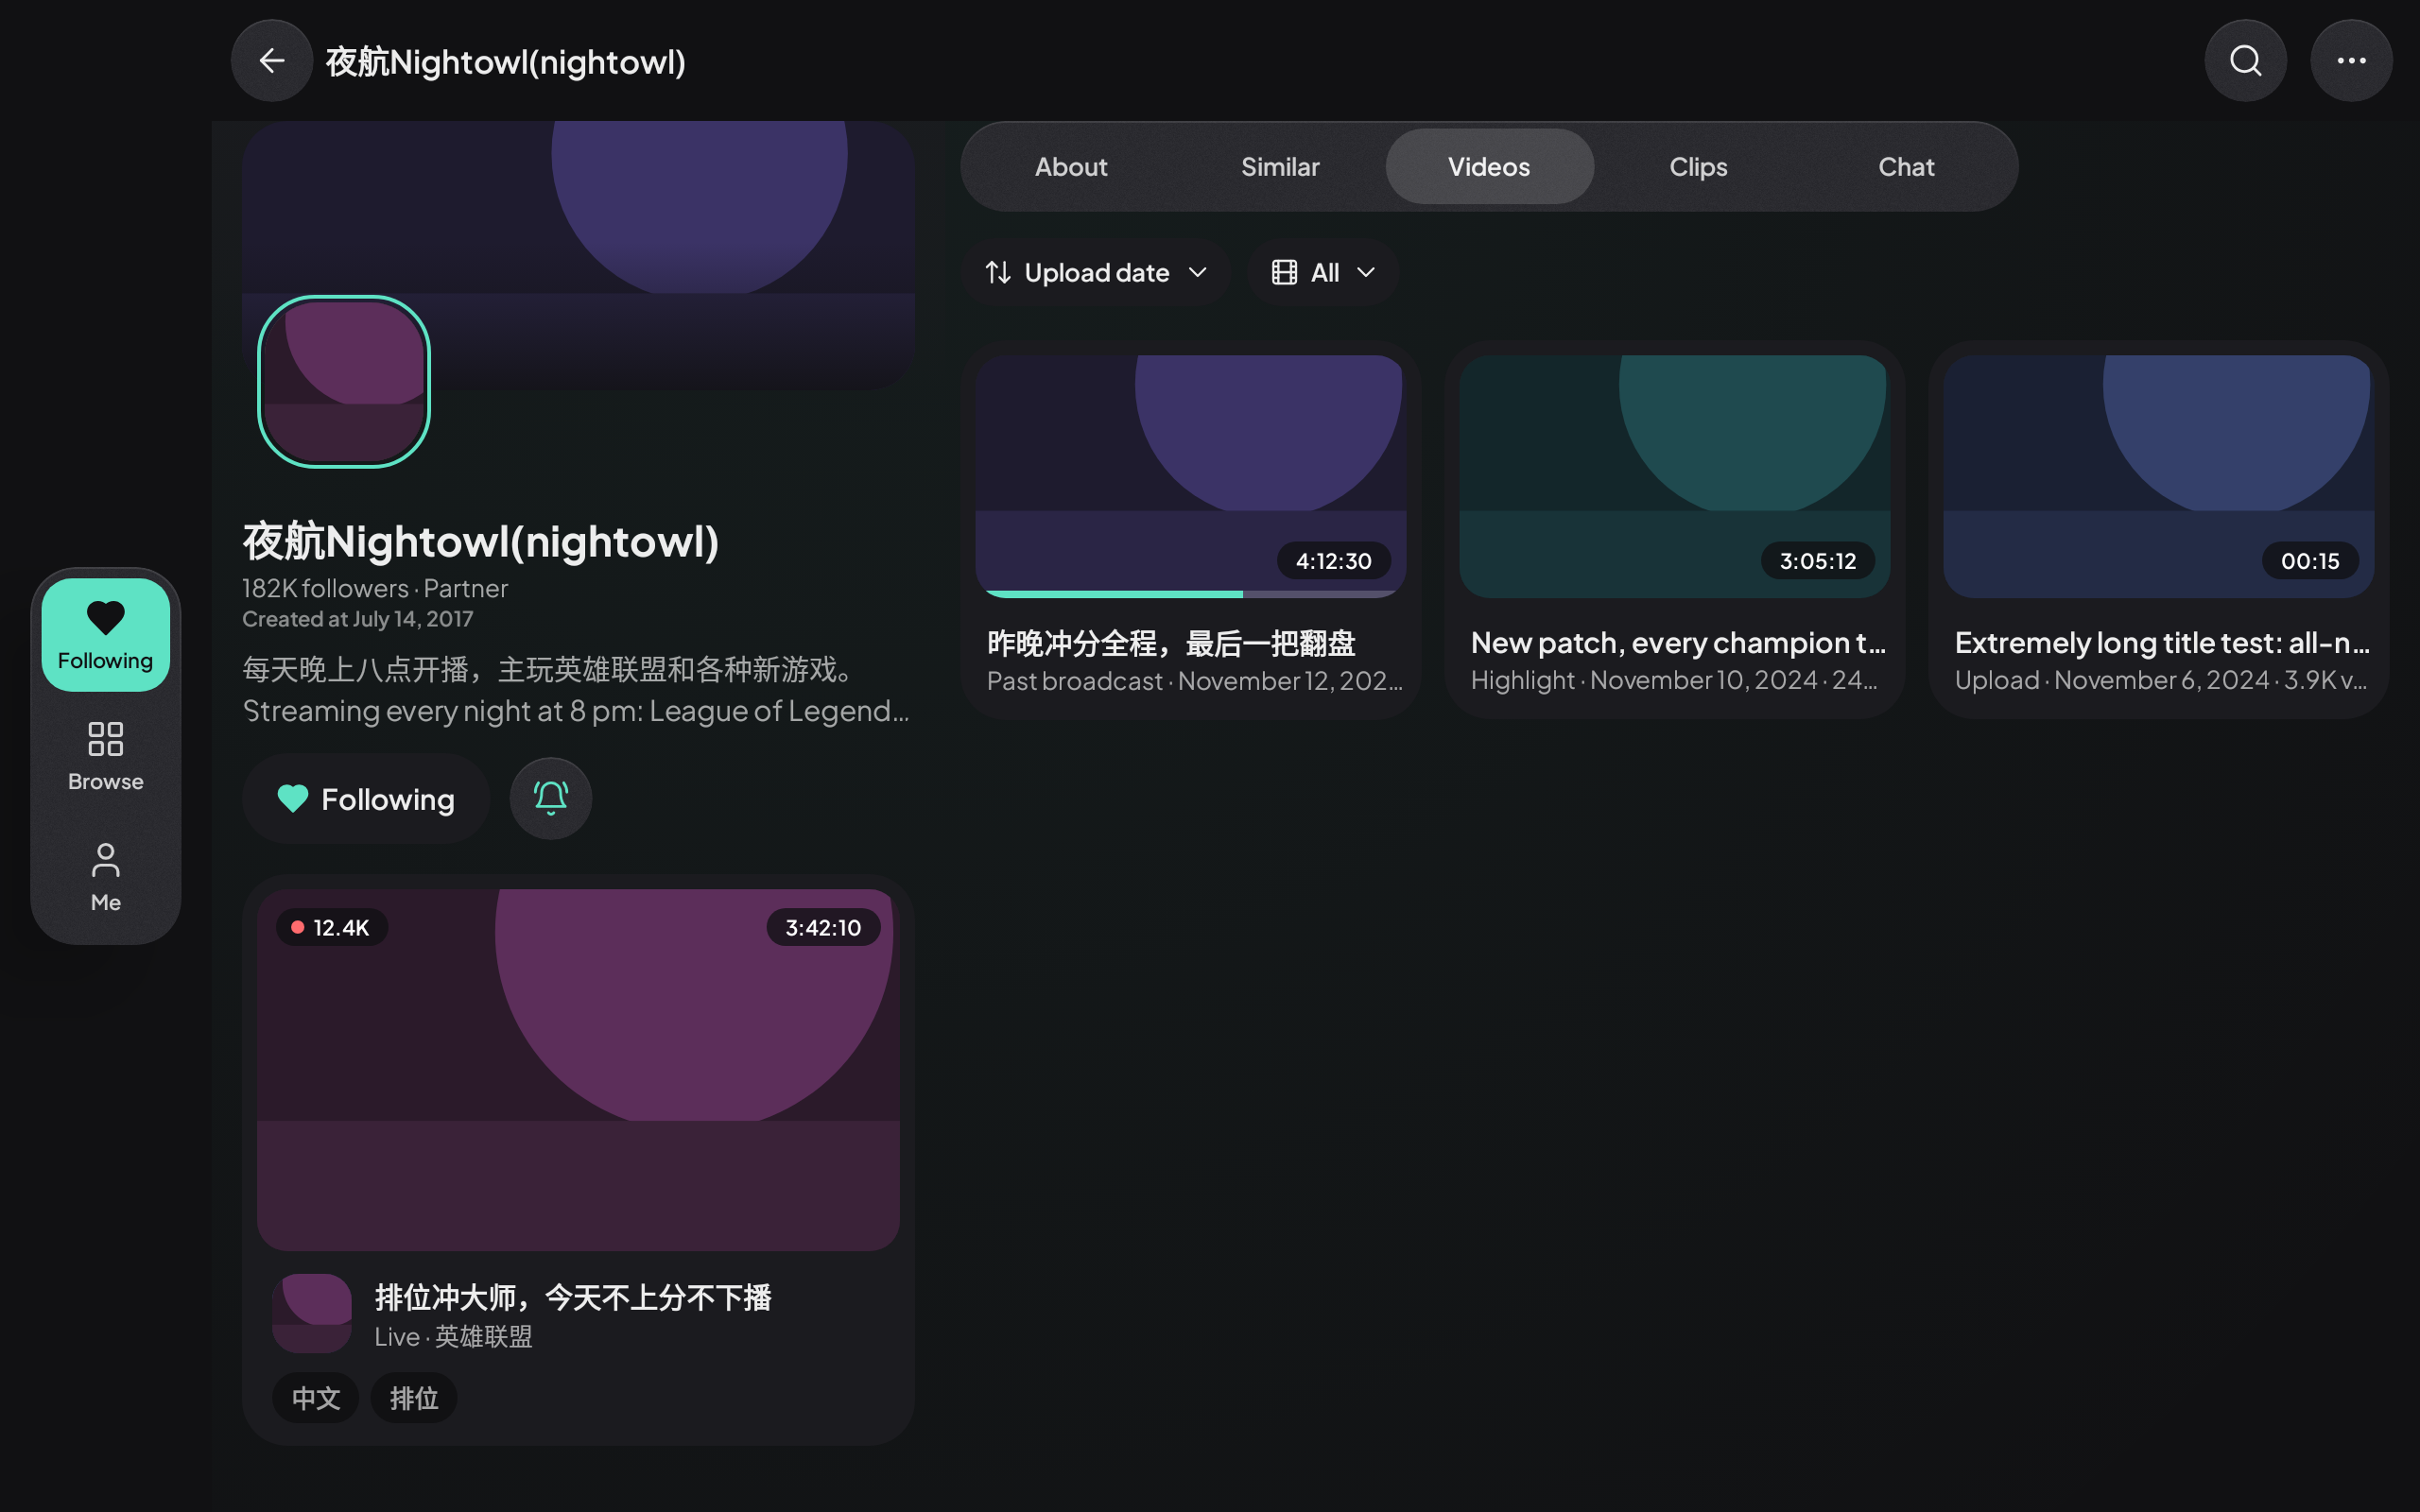 夜航Nightowl(nightowl)
About
Similar
Videos
Clips
Chat
Upload date
All
夜航Nightowl(nightowl)
182K followers · Partner
Created at July 14, 2017
每天晚上八点开播，主玩英雄联盟和各种新游戏。
Streaming every night at 8 pm: League of Legend...
Following
Following
Browse
Me
12.4K
3:42:10
排位冲大师，今天不上分不下播
Live · 英雄联盟
中文
排位
4:12:30
昨晚冲分全程，最后一把翻盘
Past broadcast · November 12, 202...
3:05:12
New patch, every champion t...
Highlight · November 10, 2024 · 24...
00:15
Extremely long title test: all-n...
Upload · November 6, 2024 · 3.9K v...